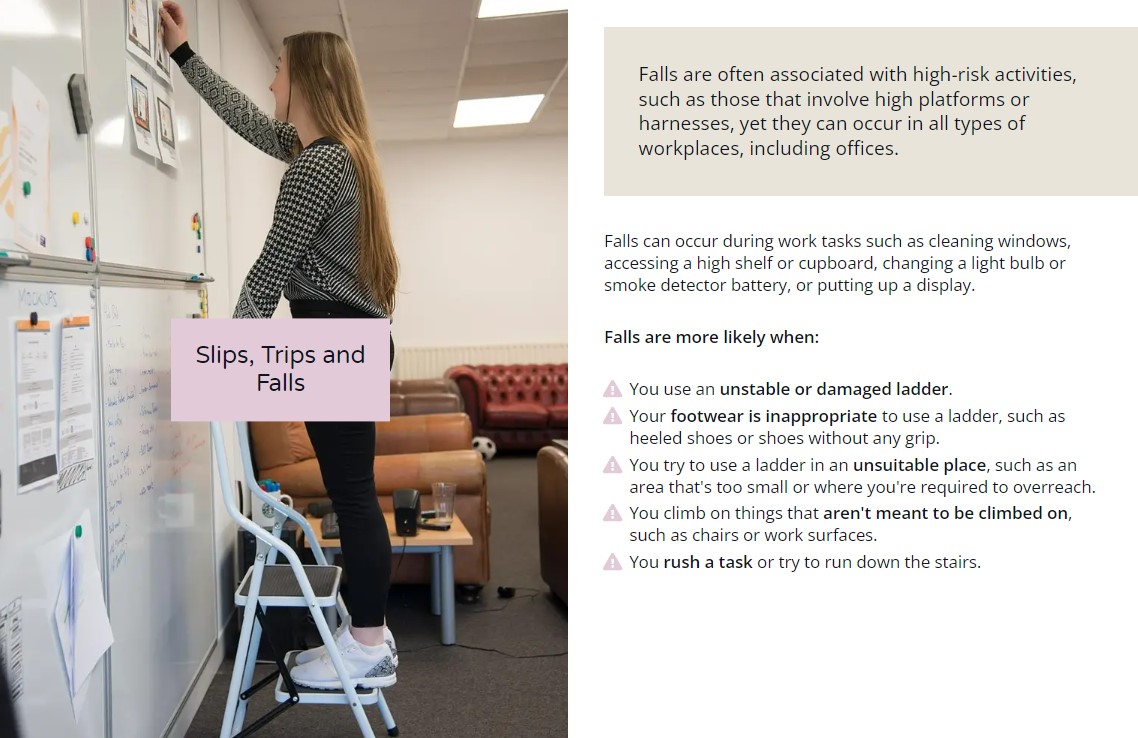 Slips, Trips and
Falls
MOCKUPS
Falls are often associated with high-risk activities,
such as those that involve high platforms or
harnesses, yet they can occur in all types of
workplaces, including offices.
Falls can occur during work tasks such as cleaning windows,
accessing a high shelf or cupboard, changing a light bulb or
smoke detector battery, or putting up a display.
Falls are more likely when:
You use an unstable or damaged ladder.
Your footwear is inappropriate to use a ladder, such as
heeled shoes or shoes without any grip.
You try to use a ladder in an unsuitable place, such as an
area that's too small or where you're required to overreach.
You climb on things that aren't meant to be climbed on,
such as chairs or work surfaces.
You rush a task or try to run down the stairs.